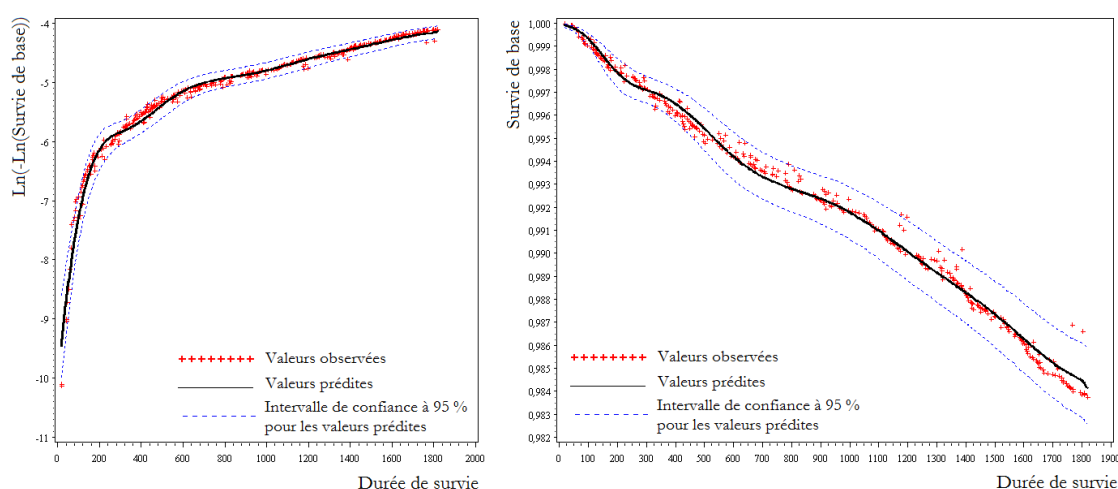 Ln(-Ln(Survie de base))
-4
-5
-6
-7
-8
-9
-10
-11
0 200 400 600 800 1000 1200 1400 1600 1800 2000
Durée de survie
Valeurs observées
Valeurs prédites
Intervalle de confiance à 95 %
pour les valeurs prédites
Survie de base
1,000
0,999
0,998
0,997
0,995
0,994
0,993
0,992
0,990
0,989
0,988
0,987
0,986
0,985
0,984
0,983
0,982
0 100 200 300 400 500 600 700 800 900 1000 1100 1200 1300 1400 1500 1600 1700 1800 1900
Durée de survie
Valeurs observées
Valeurs prédites
Intervalle de confiance à 95 %
pour les valeurs prédites